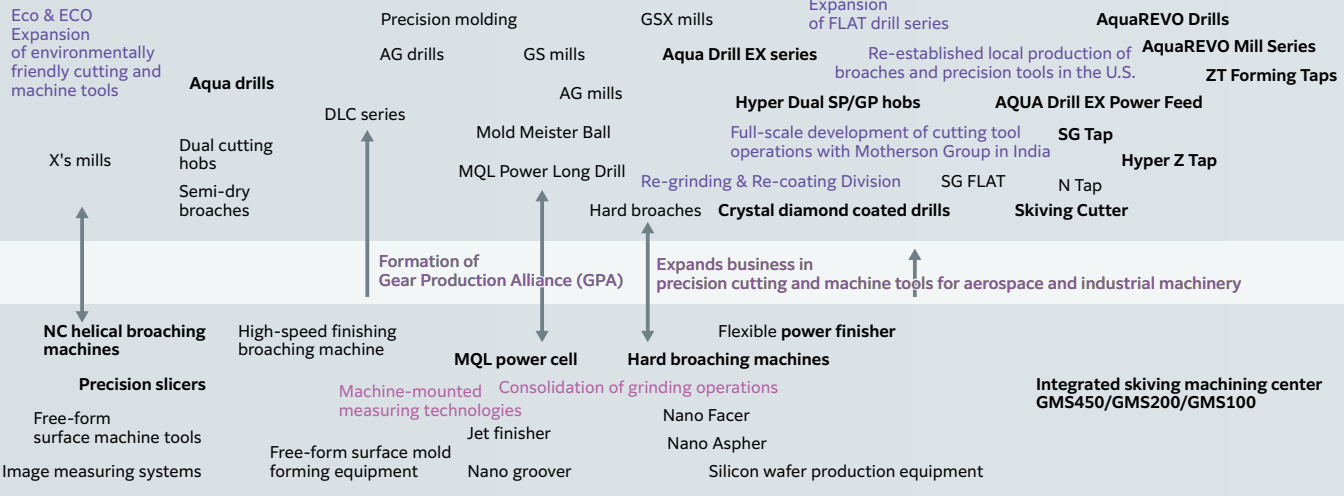 Eco & ECO
Expansion
of environmentally
friendly cutting and
machine tools
Aqua drills
X's mills
Dual cutting
hobs
Semi-dry
broaches
Precision molding
AG drills
DLC series
GS mills
AG mills
Mold Meister Ball
MQL Power Long Drill
GSX mills
Aqua Drill EX series
Expansion
of FLAT drill series
Re-established local production of
broaches and precision tools in the U.S.
Hyper Dual SP/GP hobs
Full-scale development of cutting tool
operations with Motherson Group in India
Re-grinding & Re-coating Division
Hard broaches
Crystal diamond coated drills
SG FLAT
AquaREVO Drills
AquaREVO Mill Series
ZT Forming Taps
AQUA Drill EX Power Feed
SG Tap
Hyper Z Tap
N Tap
Skiving Cutter
Formation of
Gear Production Alliance (GPA)
Expands business in
precision cutting and machine tools for aerospace and industrial machinery
NC helical broaching
machines
Precision slicers
Free-form
surface machine tools
Image measuring systems
High-speed finishing
broaching machine
Machine-mounted
measuring technologies
Free-form surface mold
forming equipment
MQL power cell
Consolidation of grinding operations
Jet finisher
Nano groover
Flexible power finisher
Hard broaching machines
Nano Facer
Nano Aspher
Silicon wafer production equipment
Integrated skiving machining center
GMS450/GMS200/GMS100